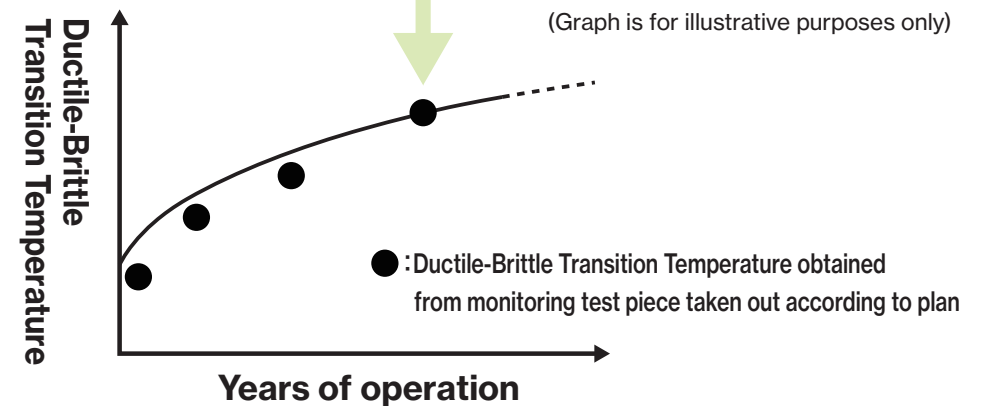 (Graph is for illustrative purposes only)
Ductile-Brittle
Transition Temperature
●:Ductile-Brittle Transition Temperature obtained
from monitoring test piece taken out according to plan
Years of operation